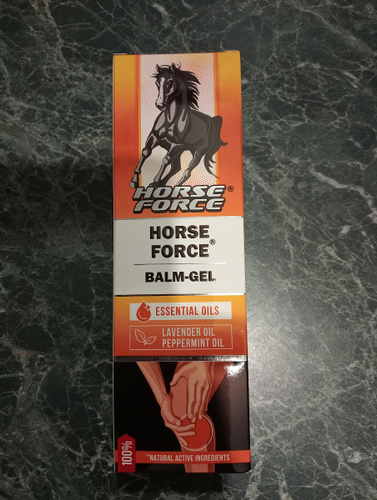 HORSE®
FORCE
HORSE
FORCE®
BALM-GEL
ESSENTIAL OILS
LAVENDER OIL
PEPPERMINT OIL
100%
**NATURAL ACTIVE INGREDIENTS